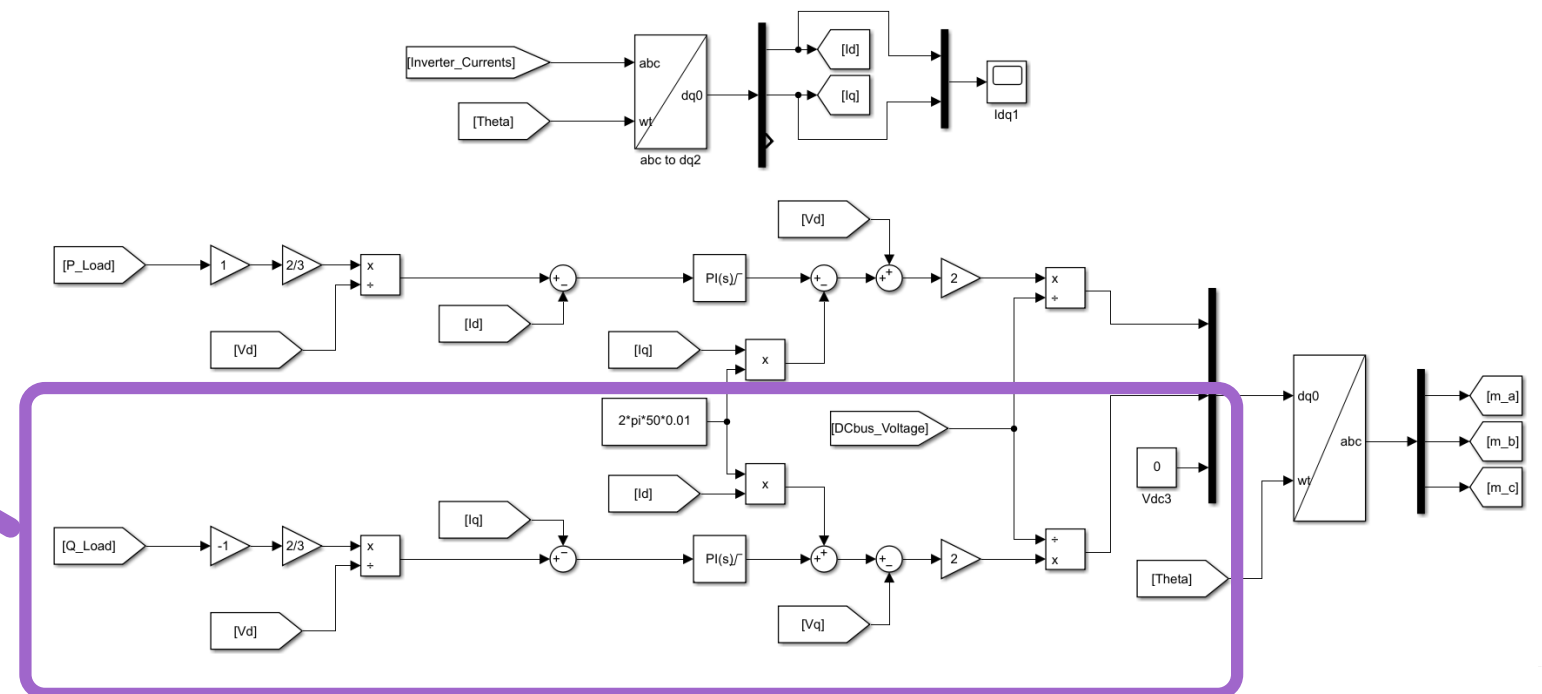 [Inverter_Currents]
abc
[Id]
[Iq]
dq0
[Theta]
wt
Idq1
abc to dq2
[Vd]
[P_Load]
1
2/3
x
÷
+
−
PI(s)
+
−
+
+
2
x
÷
[Id]
[Vd]
[Iq]
x
2*pi*50*0.01
[DCbus_Voltage]
dq0
[m_a]
abc
[m_b]
0
wt
[m_c]
Vdc3
[Id]
x
[Iq]
[Q_Load]
-1
2/3
x
÷
−
+
PI(s)
+
+
+
−
2
÷
x
[Theta]
[Vd]
[Vq]